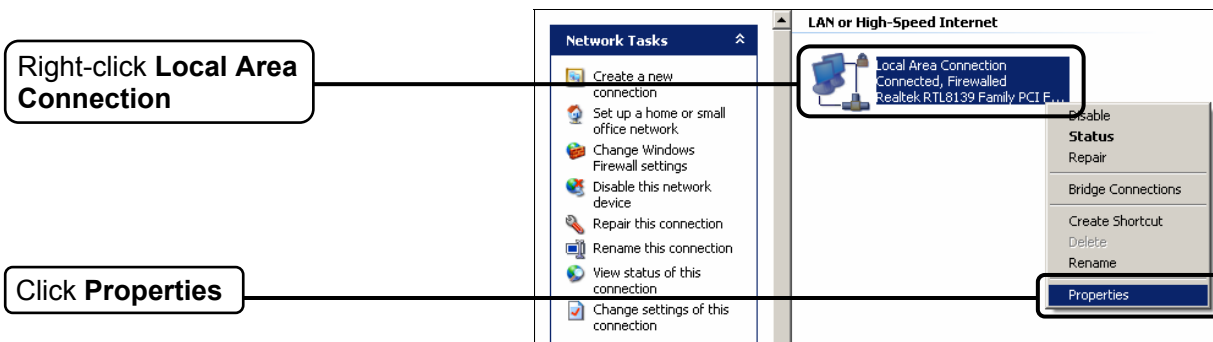 Right-click Local Area
Connection
Click Properties
Network Tasks
Create a new
connection
Set up a home or small
office network
Change Windows
Firewall settings
Disable this network
device
Repair this connection
Rename this connection
View status of this
connection
Change settings of this
connection
LAN or High-Speed Internet
Local Area Connection
Connected, Firewalled
Realtek RTL8139 Family PCI E...
Disable
Status
Repair
Bridge Connections
Create Shortcut
Delete
Rename
Properties